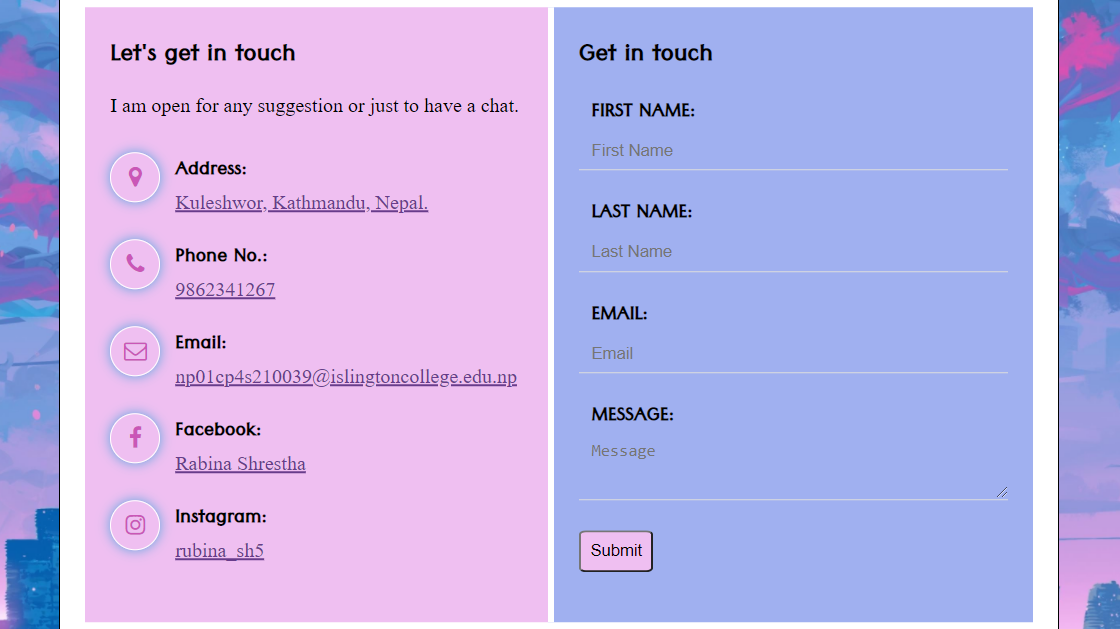 Let's get in touch
I am open for any suggestion or just to have a chat.
Address:
Kuleshwor, Kathmandu, Nepal.
Phone No.:
9862341267
Email:
np01cp4s210039@islingtoncollege.edu.np
Facebook:
Rabina Shrestha
Instagram:
rubina_sh5
Get in touch
FIRST NAME:
First Name
LAST NAME:
Last Name
EMAIL:
Email
MESSAGE:
Message
Submit